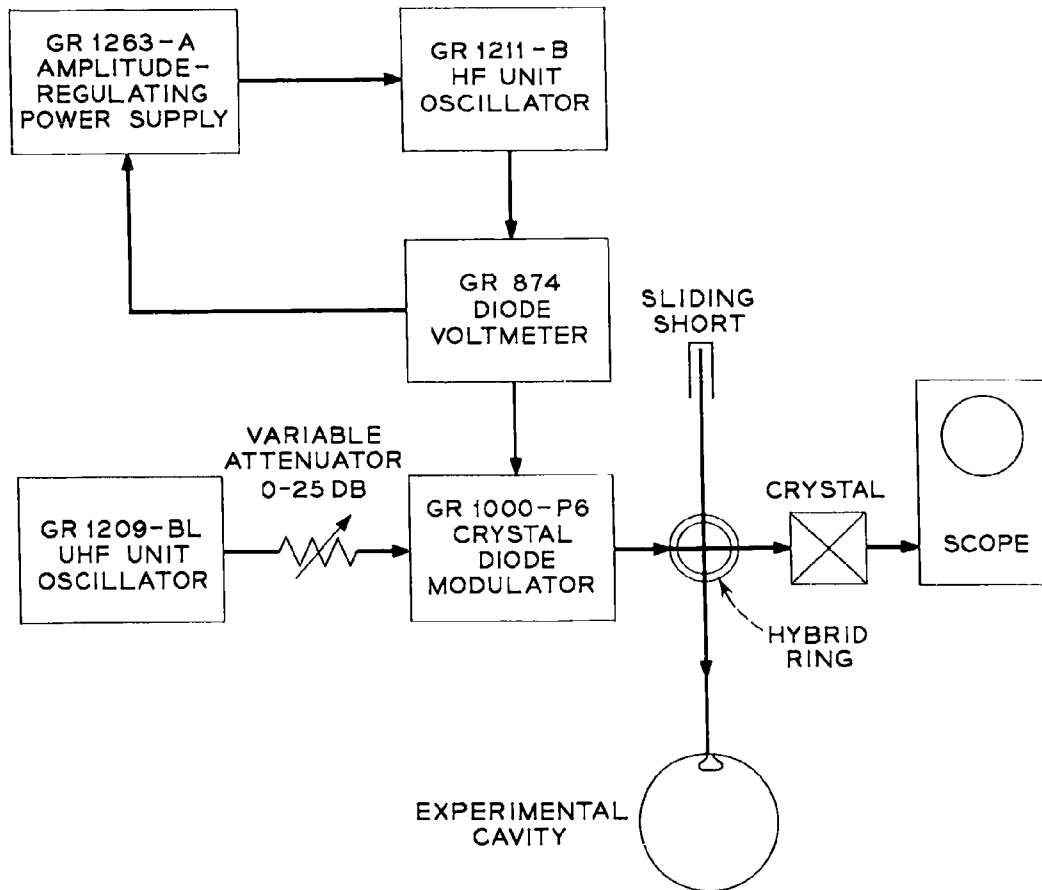 GR 1263-A
AMPLITUDE-
REGULATING
POWER SUPPLY
GR 1211-B
HF UNIT
OSCILLATOR
GR 874
DIODE
VOLTMETER
SLIDING
SHORT
VARIABLE
ATTENUATOR
0-25 DB
GR 1209-BL
UHF UNIT
OSCILLATOR
GR 1000-P6
CRYSTAL
DIODE
MODULATOR
CRYSTAL
SCOPE
HYBRID
RING
EXPERIMENTAL
CAVITY